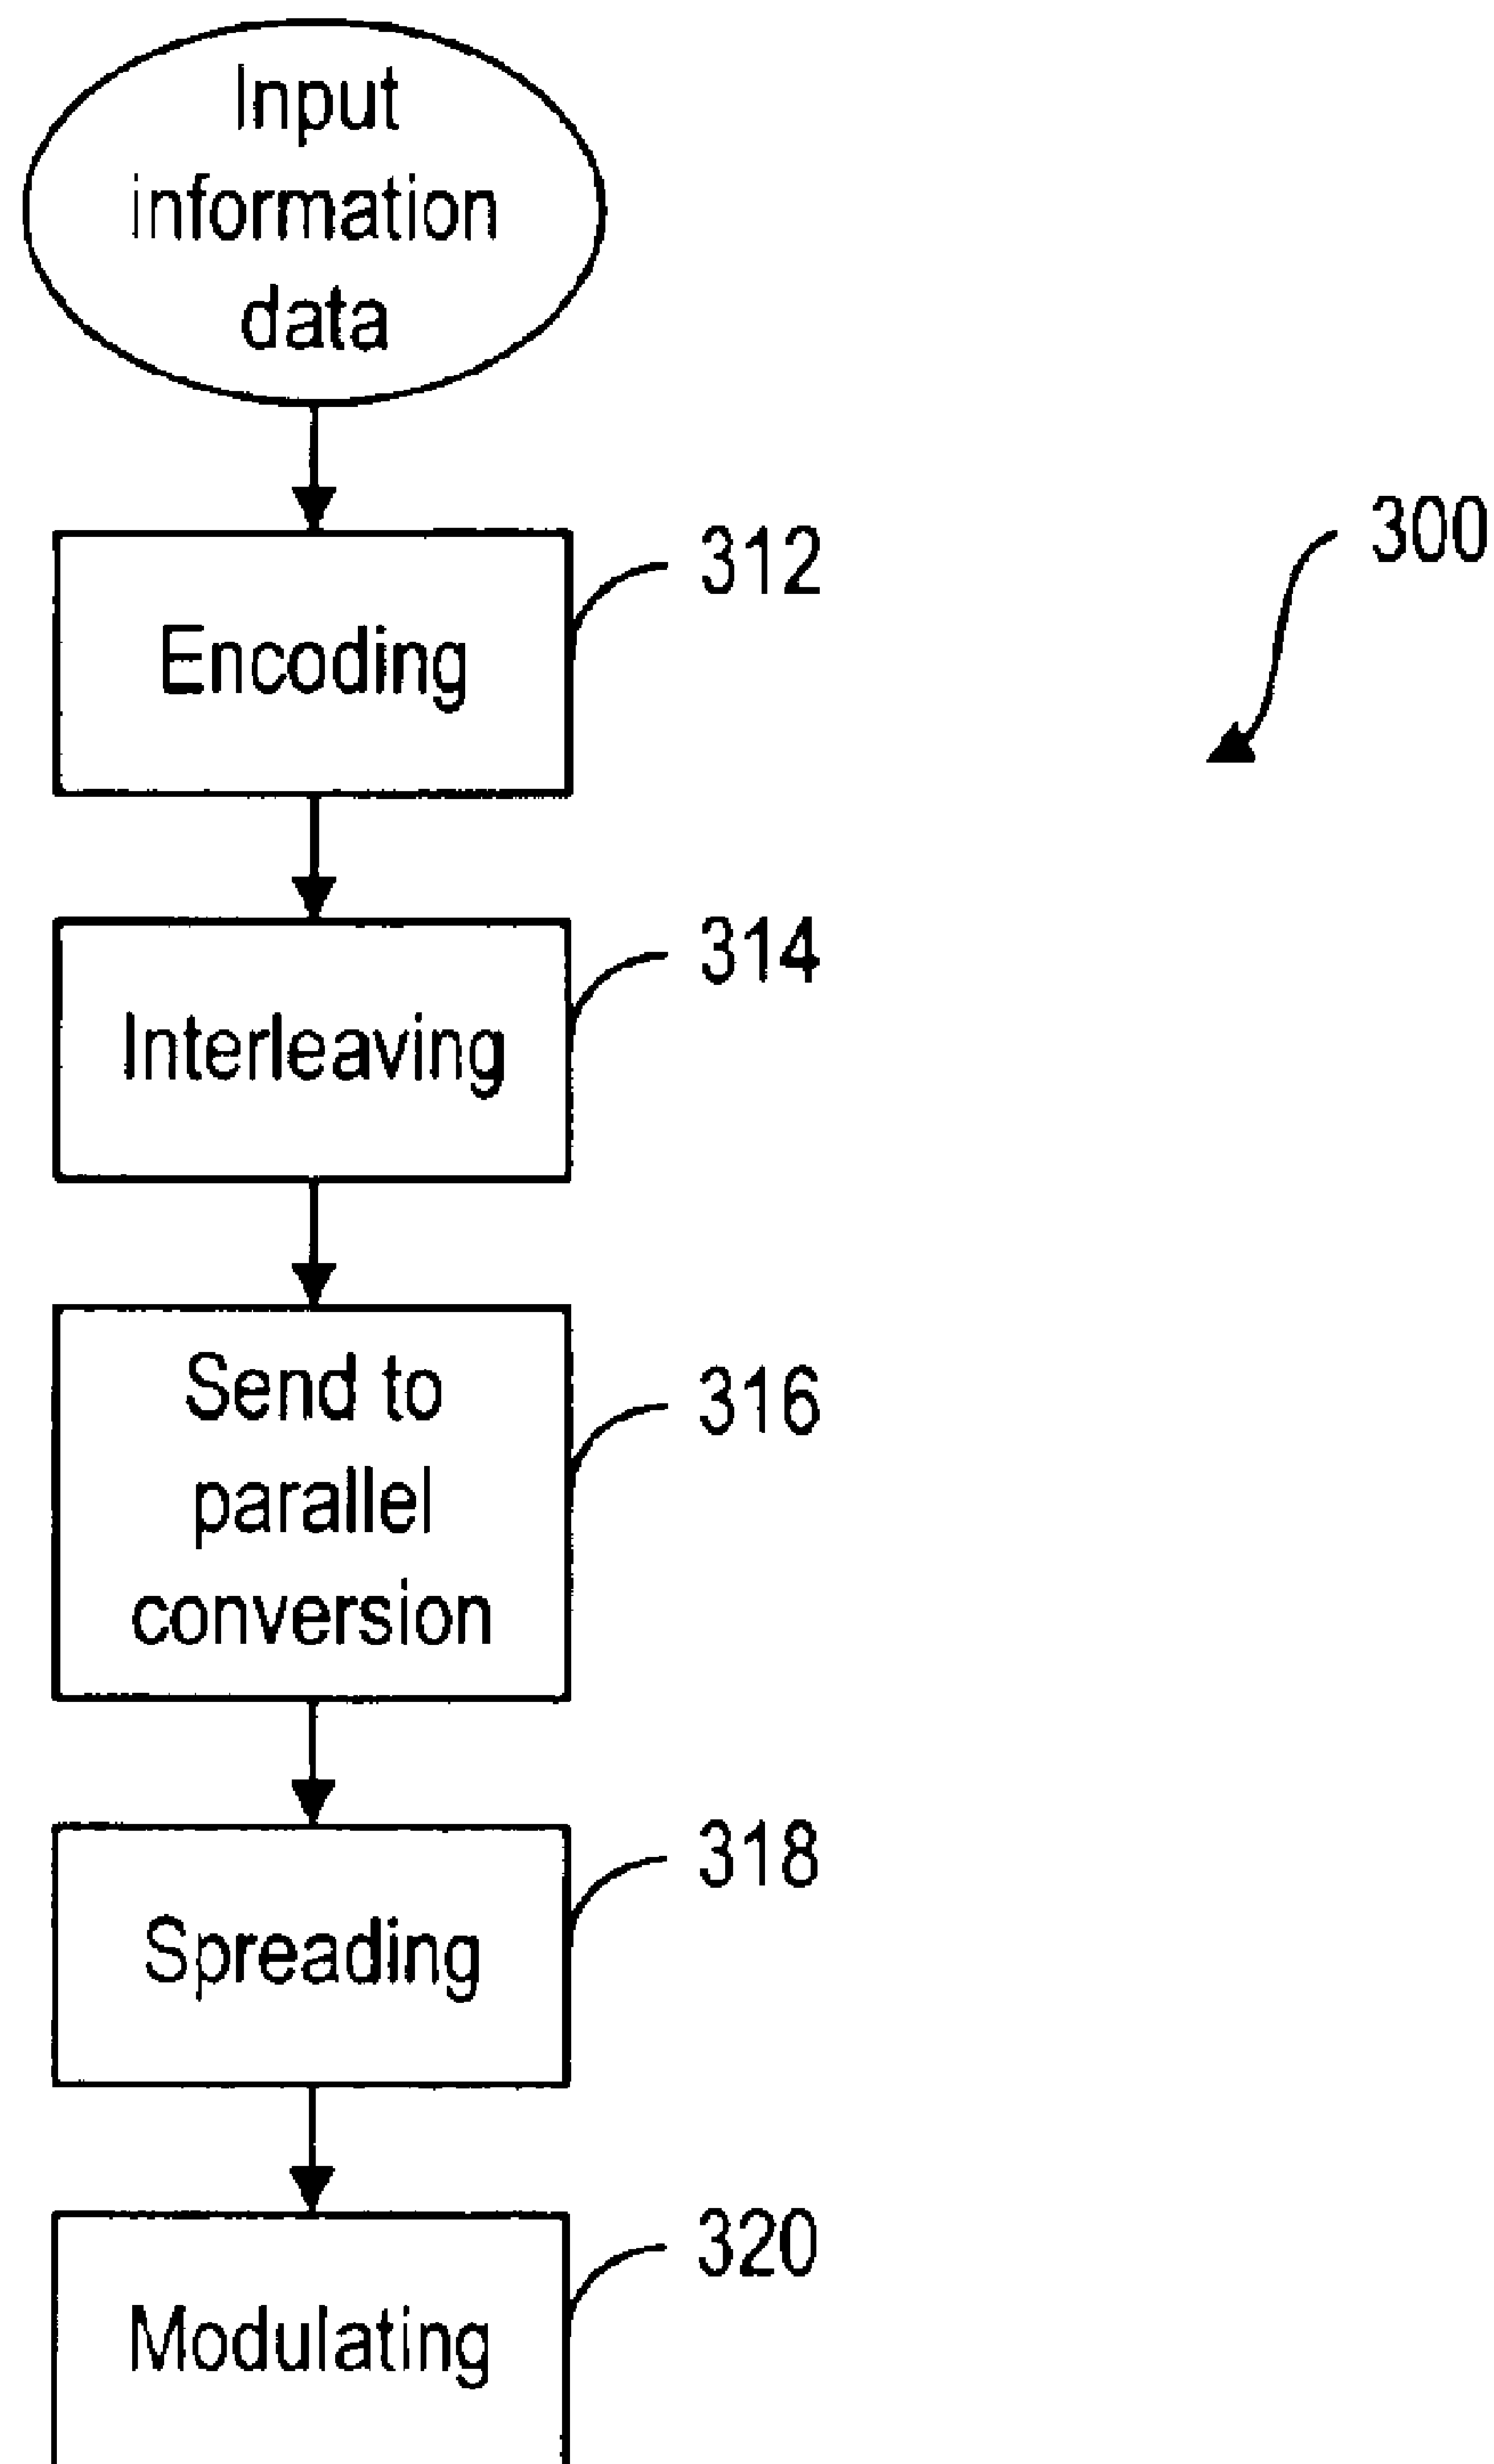 Input
information
data
312
300
Encoding
314
Interleaving
Send to
316
parallel
conversion
318
Spreading
320
Modulating